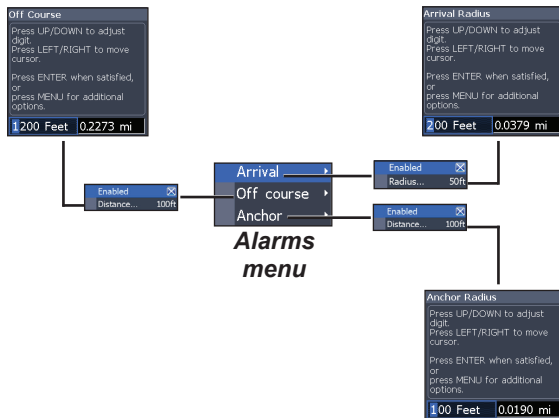 Off Course
Press UP/DOWN to adjust
digit.
Press LEFT/RIGHT to move
cursor.
Press ENTER when satisfied,
or
press MENU for additional
options.
1200 Feet 0.2273 mi
Arrival Radius
Press UP/DOWN to adjust
digit.
Press LEFT/RIGHT to move
cursor.
Press ENTER when satisfied,
or
press MENU for additional
options.
200 Feet 0.0379 mi
Enabled
Distance... 100ft
Arrival
Off course
Anchor
Alarms
menu
Enabled
Radius... 50ft
Enabled
Distance... 100ft
Anchor Radius
Press UP/DOWN to adjust
digit.
Press LEFT/RIGHT to move
cursor.
Press ENTER when satisfied,
or
press MENU for additional
options.
100 Feet 0.0190 mi